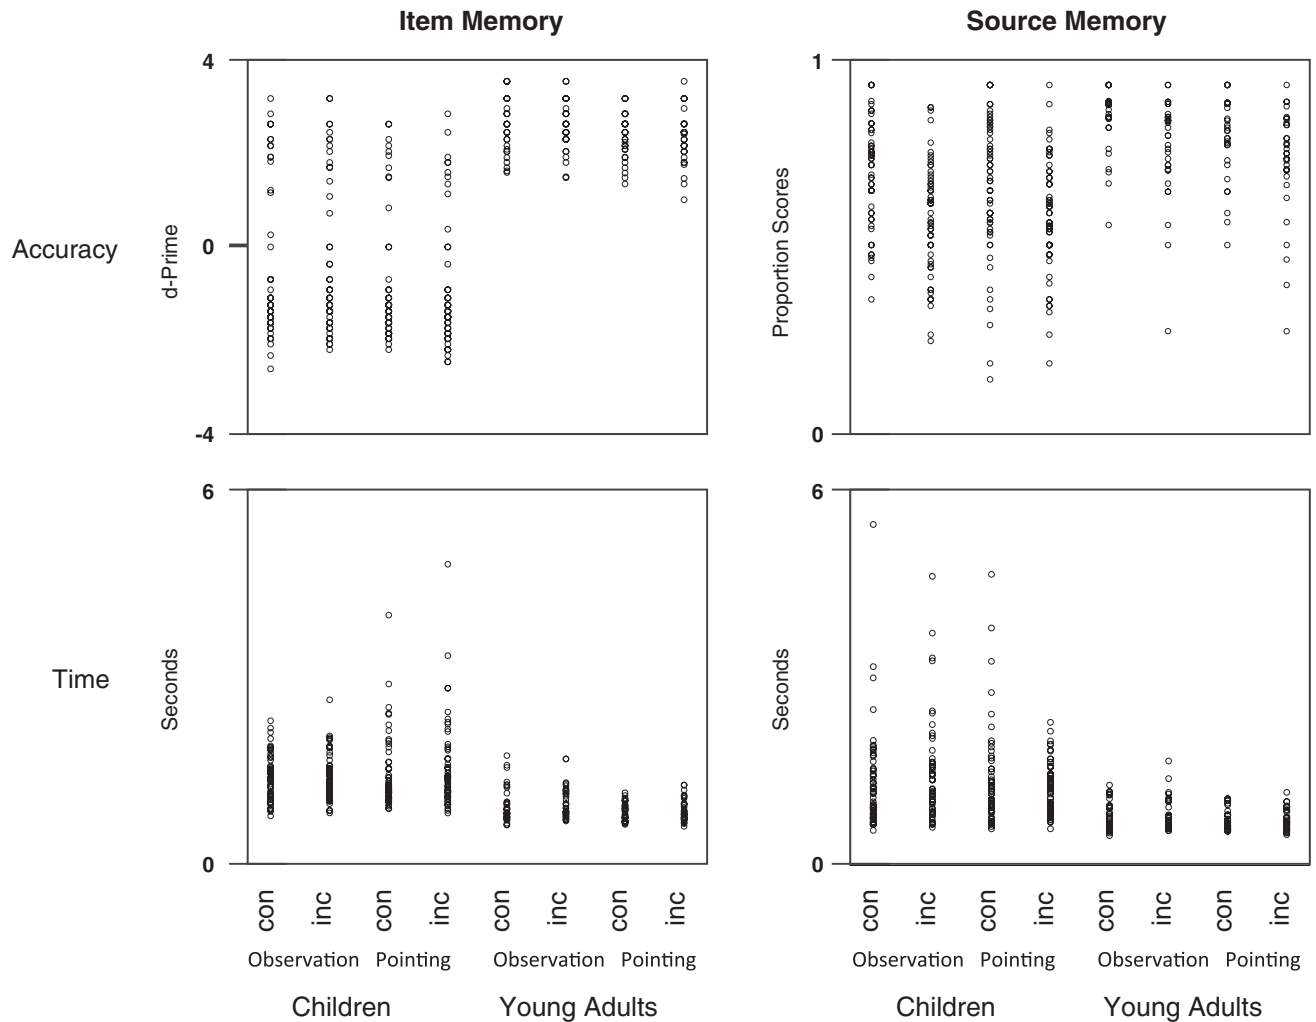 Item Memory
Source Memory
Accuracy
d-Prime
4
0
-4
Proportion Scores
1
0
Time
Seconds
6
0
Seconds
6
0
con inc con inc con inc con inc
con inc con inc con inc con inc
Observation Pointing Observation Pointing
Observation Pointing Observation Pointing
Children Young Adults
Children Young Adults